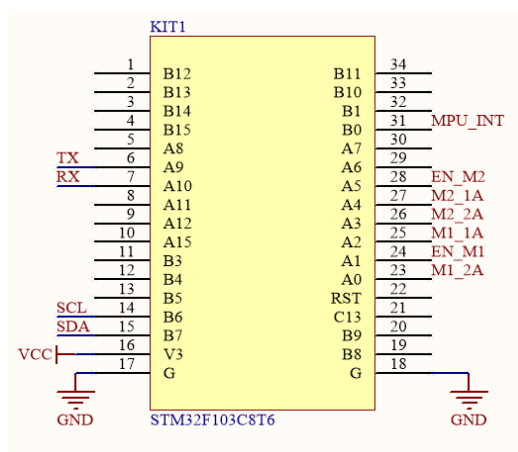 KIT1
1 B12 B11 34
2 B13 B10 33
3 B14 B1 32
4 B15 B0 31 MPU_INT
5 A8 A7 30
TX 6 A9 A6 29
RX 7 A10 A5 28 EN_M2
8 A11 A4 27 M2_1A
9 A12 A3 26 M2_2A
10 A15 A2 25 M1_1A
11 B3 A1 24 EN_M1
12 B4 A0 23 M1_2A
13 B5 RST 22
SCL 14 B6 C13 21
SDA 15 B7 B9 20
VCC 16 V3 B8 19
17 G G 18
GND STM32F103C8T6 GND